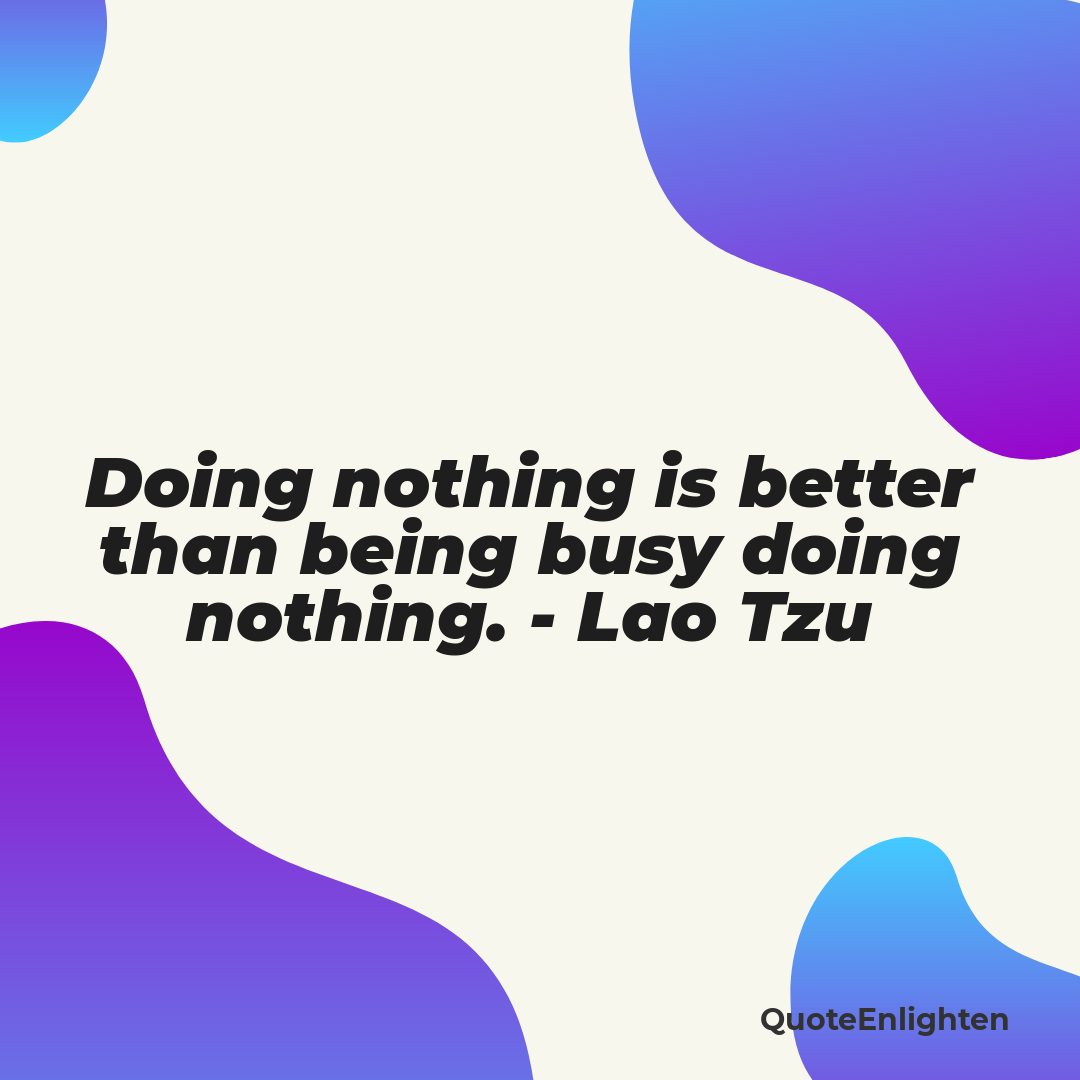 Doing nothing is better
than being busy doing
nothing. - Lao Tzu
QuoteEnlighten